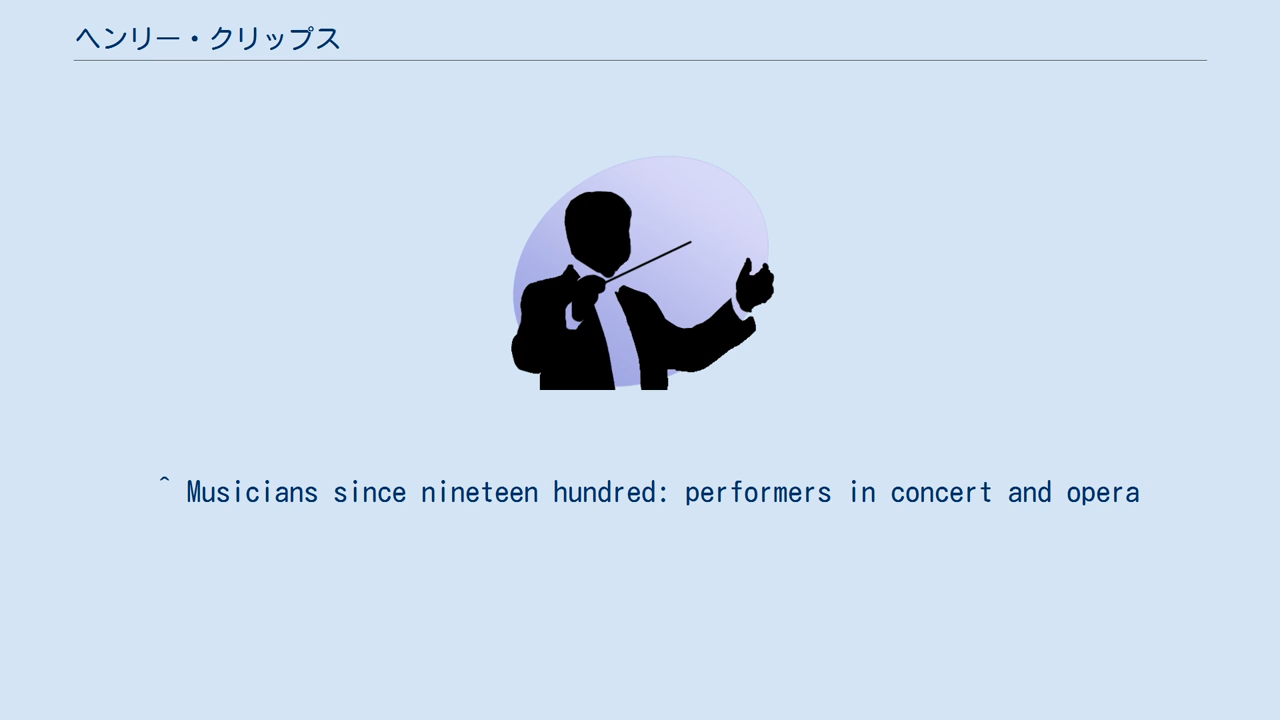 ヘンリー・クリップス
^ Musicians since nineteen hundred: performers in concert and opera